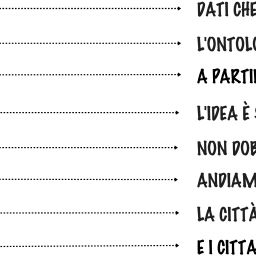 DATI CHE
L'ONTOLO
A PARTI
L'IDEA È
NON DOB
ANDIAM
LA CITTÀ
E I CITTA